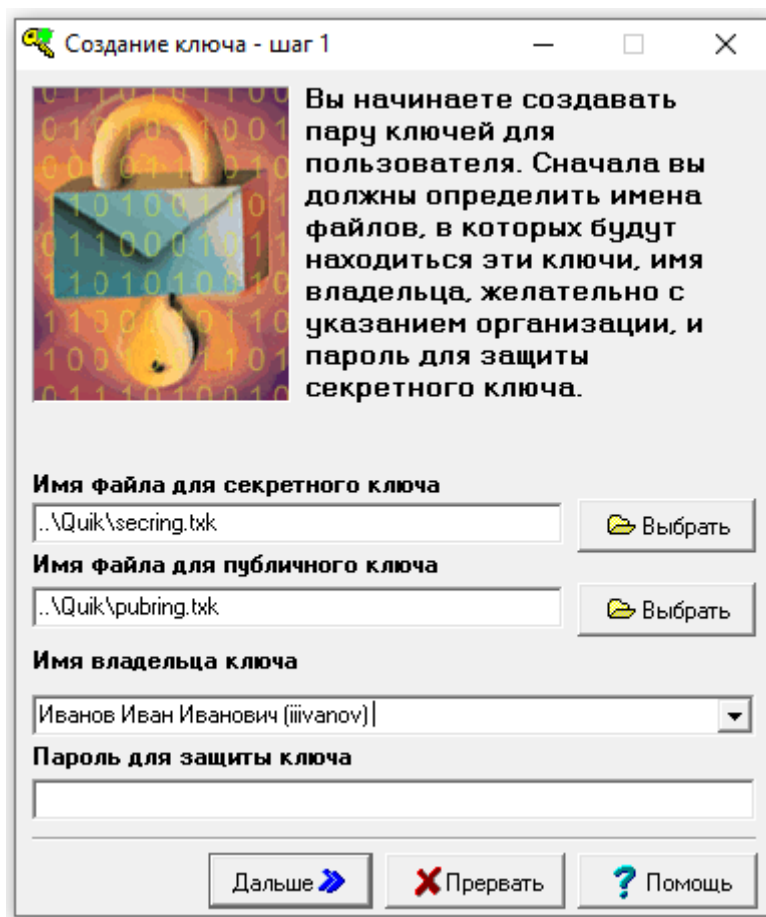 Создание ключа - шаг 1
Вы начинаете создавать
пару ключей для
пользователя. Сначала вы
должны определить имена
файлов, в которых будут
находиться эти ключи, имя
владельца, желательно с
указанием организации, и
пароль для защиты
секретного ключа.
Имя файла для секретного ключа
..\Quik\secring.txk
Выбрать
Имя файла для публичного ключа
..\Quik\pubring.txk
Выбрать
Имя владельца ключа
Иванов Иван Иванович (iiivanov)
Пароль для защиты ключа
Дальше
Прервать
Помощь